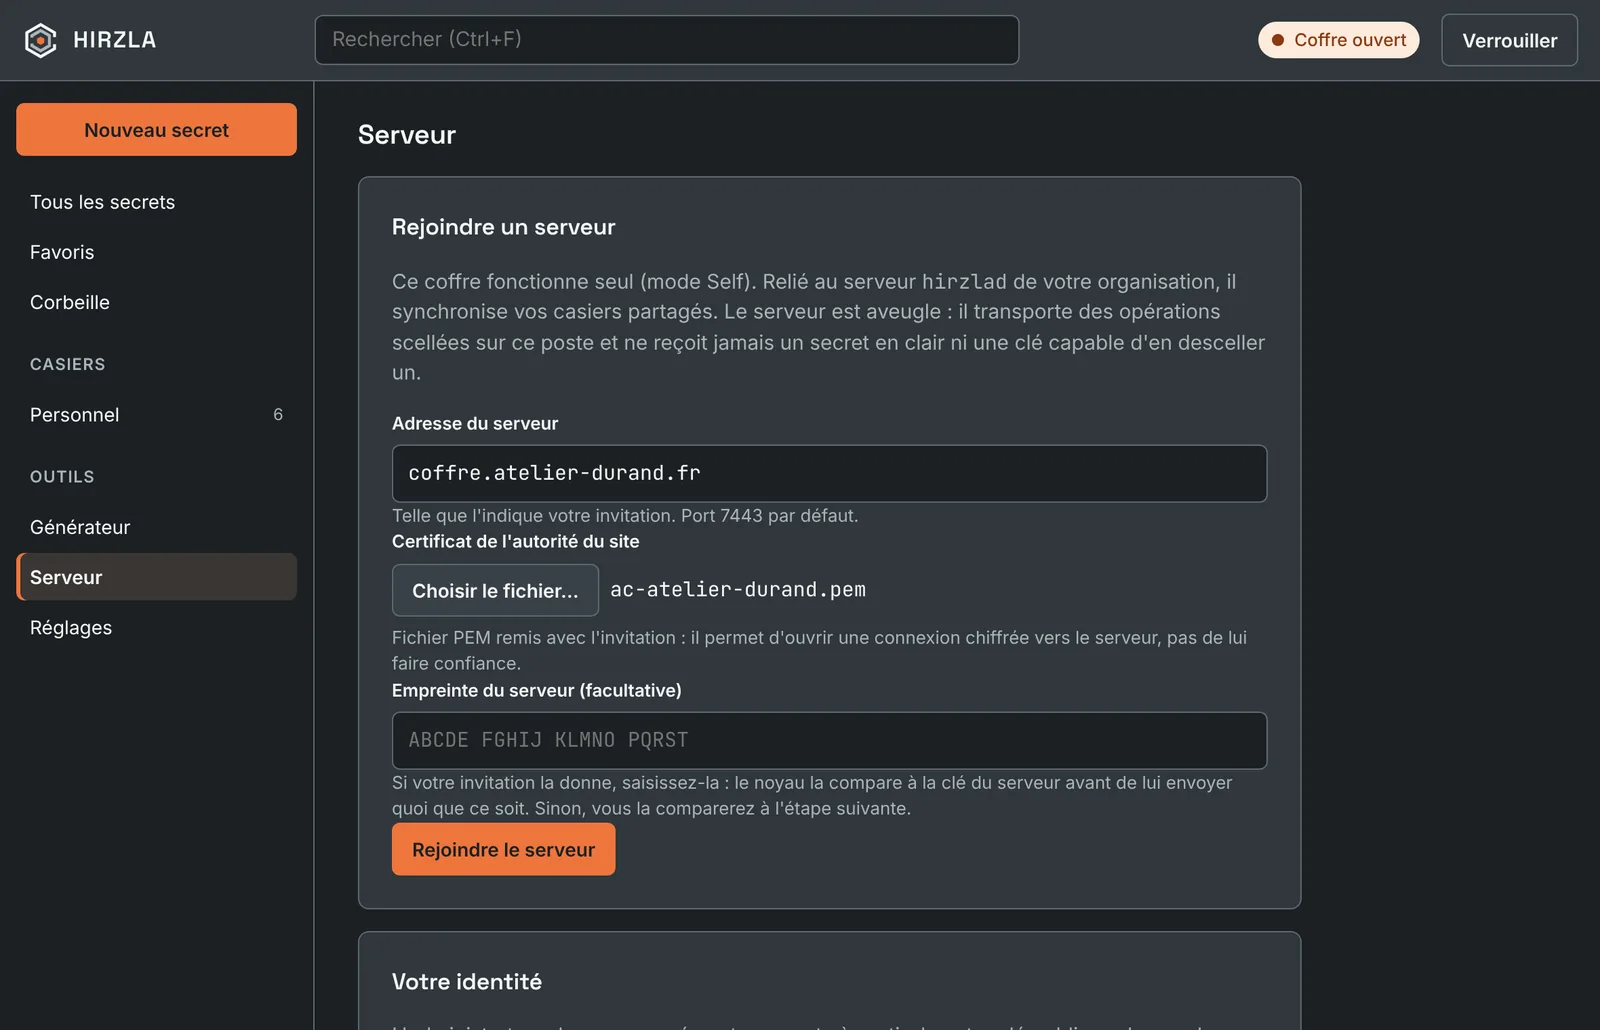 HIRZLA
Rechercher (Ctrl+F)
Coffre ouvert
Verrouiller
Nouveau secret
Tous les secrets
Favoris
Corbeille
CASIERS
Personnel 6
OUTILS
Générateur
Serveur
Réglages
Serveur
Rejoindre un serveur
Ce coffre fonctionne seul (mode Self). Relié au serveur hirzlad de votre organisation, il
synchronise vos casiers partagés. Le serveur est aveugle : il transporte des opérations
scellées sur ce poste et ne reçoit jamais un secret en clair ni une clé capable d'en desceller
un.
Adresse du serveur
coffre.atelier-durand.fr
Telle que l'indique votre invitation. Port 7443 par défaut.
Certificat de l'autorité du site
Choisir le fichier... ac-atelier-durand.pem
Fichier PEM remis avec l'invitation : il permet d'ouvrir une connexion chiffrée vers le serveur, pas de lui
faire confiance.
Empreinte du serveur (facultative)
ABCDE FGHIJ KLMNO PQRST
Si votre invitation la donne, saisissez-la : le noyau la compare à la clé du serveur avant de lui envoyer
quoi que ce soit. Sinon, vous la comparerez à l'étape suivante.
Rejoindre le serveur
Votre identité